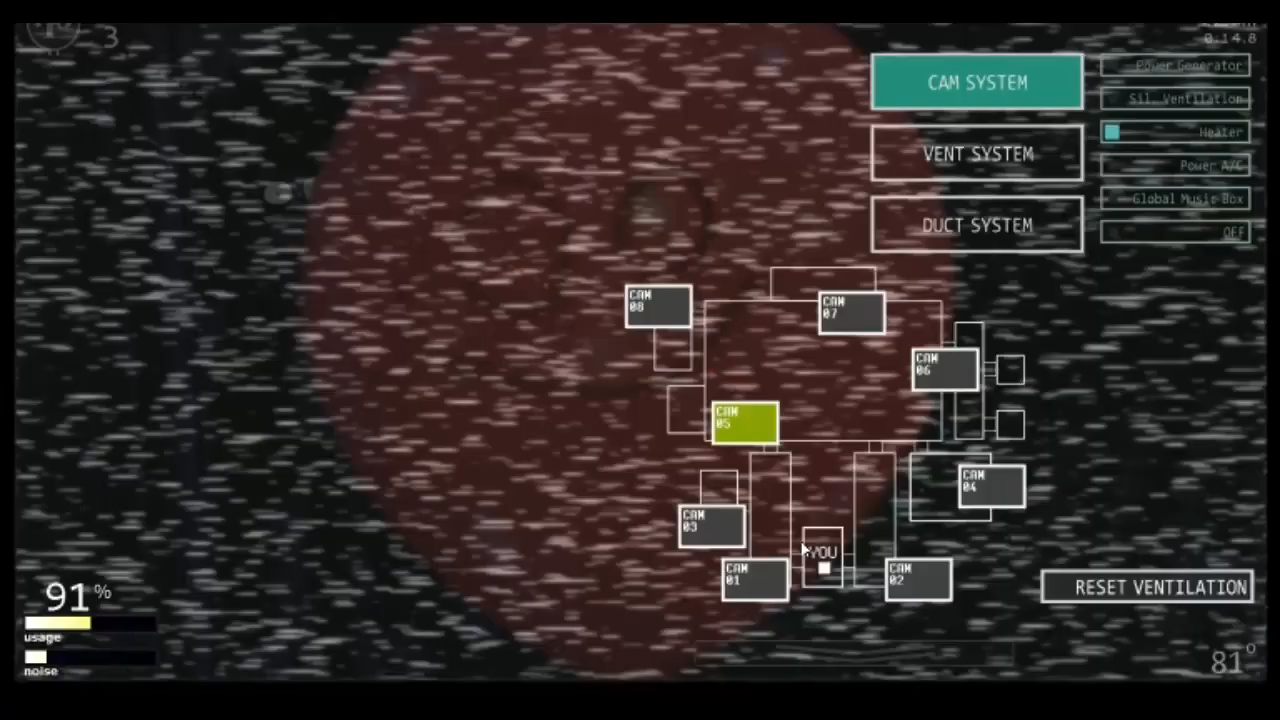 3
0:14.8
CAM SYSTEM
Power Generator
Sil. Ventilation
Heater
VENT SYSTEM
Power A/C
Global Music Box
DUCT SYSTEM
OFF
CAM
08
CAM
07
CAM
06
CAM
05
CAM
04
CAM
03
YOU
CAM
01
CAM
02
RESET VENTILATION
91%
usage
noise
81°